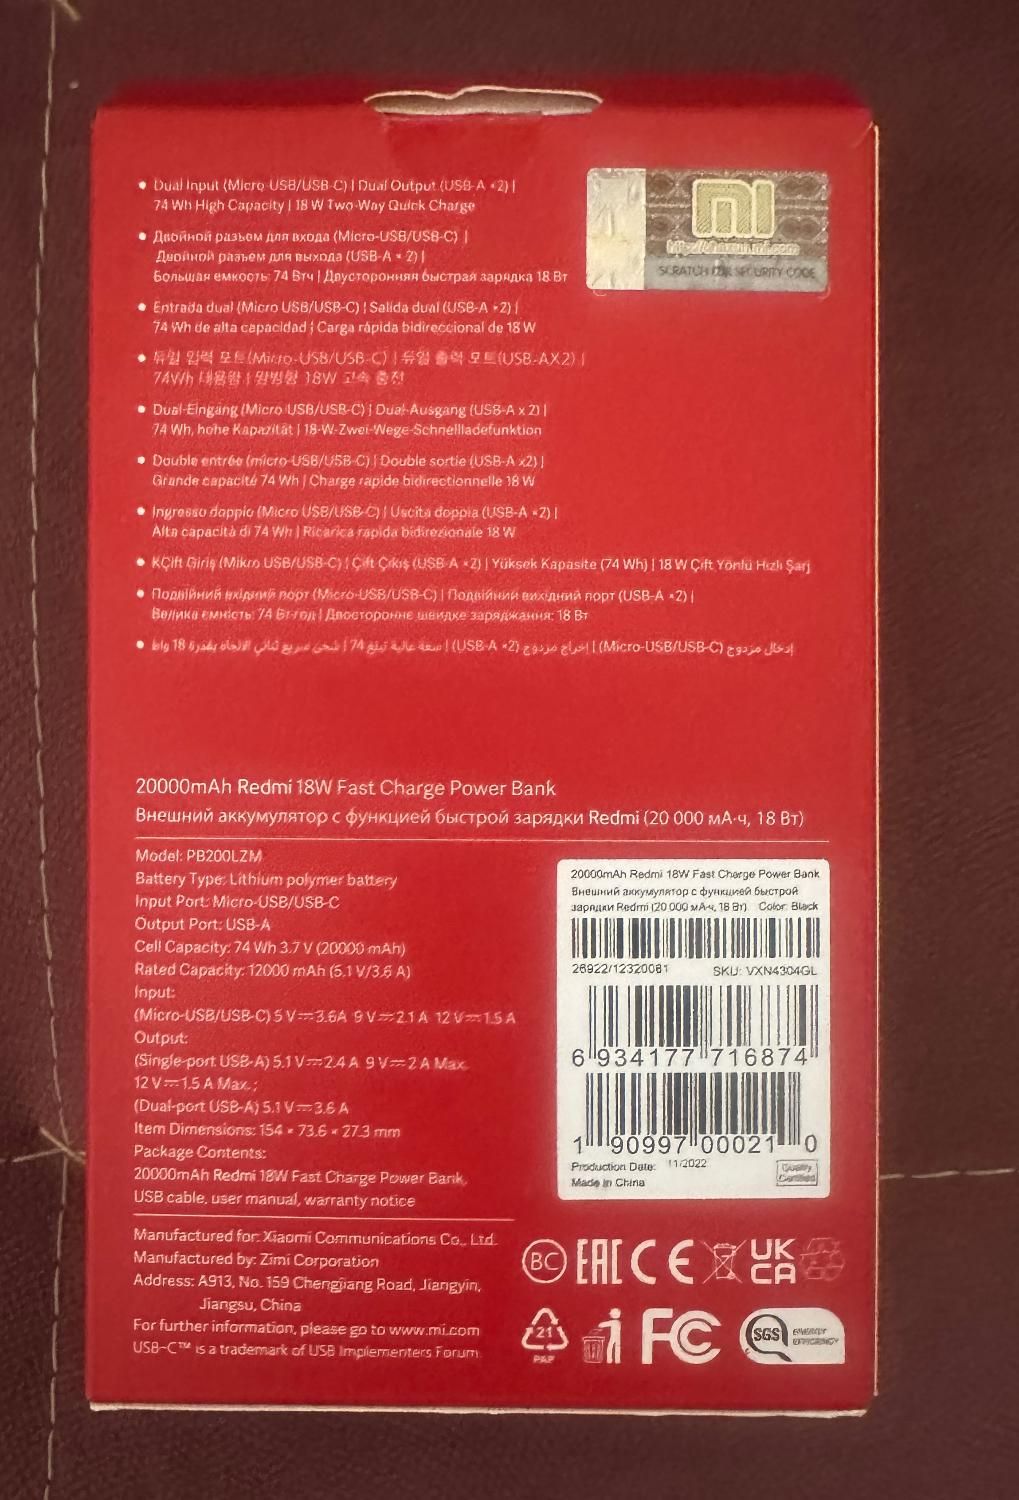 • Dual Input (Micro USB/USB-C) | Dual Output (USB-A ×2) |
74 Wh High Capacity | 18 W Two-Way Quick Charge
• Двойной разъем для входа (Micro-USB/USB-C) |
Двойной разъем для выхода (USB-A × 2) |
Большая емкость: 74 Втч | Двусторонняя быстрая зарядка 18 Вт
• Entrada dual (Micro USB/USB-C) | Salida dual (USB-A ×2) |
74 Wh de alta capacidad | Carga rápida bidireccional de 18 W
• 듀얼 입력 포트(Micro-USB/USB-C) | 듀얼 출력 포트(USB-AX2) |
74Wh 대용량 | 양방향 18W 고속 충전
• Dual-Eingang (Micro USB/USB-C) | Dual-Ausgang (USB-A x 2) |
74 Wh, hohe Kapazität | 18-W-Zwei-Wege-Schnellladefunktion
• Double entrée (micro-USB/USB-C) | Double sortie (USB-A x2) |
Grande capacité 74 Wh | Charge rapide bidirectionnelle 18 W
• Ingresso doppio (Micro USB/USB-C) | Uscita doppia (USB-A ×2) |
Alta capacità di 74 Wh | Ricarica rapida bidirezionale 18 W
• KÇift Giriş (Mikro USB/USB-C) | Çift Çıkış (USB-A ×2) | Yüksek Kapasite (74 Wh) | 18 W Çift Yönlü Hızlı Şarj
• Подвійний вхідний порт (Micro-USB/USB-C) | Подвійний вихідний порт (USB-A ×2) |
Велика ємність: 74 Вт·год | Двостороннє швидке заряджання: 18 Вт
• إدخال مزدوج (Micro-USB/USB-C) | إخراج مزدوج (USB-A ×2) | سعة عالية تبلغ 74 | شحن سريع ثنائي الاتجاه بقدرة 18 واط
mi
SCRATCH FOR SECURITY CODE
20000mAh Redmi 18W Fast Charge Power Bank
Внешний аккумулятор с функцией быстрой зарядки Redmi (20 000 мА·ч, 18 Вт)
Model: PB200LZM
Battery Type: Lithium polymer battery
Input Port: Micro-USB/USB-C
Output Port: USB-A
Cell Capacity: 74 Wh 3.7 V (20000 mAh)
Rated Capacity: 12000 mAh (5.1 V/3.6 A)
Input:
(Micro-USB/USB-C) 5 V⎓3.6A 9 V⎓2.1 A 12 V⎓1.5 A
Output:
(Single-port USB-A) 5.1 V⎓2.4 A 9 V⎓2 A Max.
12 V⎓1.5 A Max.;
(Dual-port USB-A) 5.1 V⎓3.6 A
Item Dimensions: 154 × 73.6 × 27.3 mm
Package Contents:
20000mAh Redmi 18W Fast Charge Power Bank,
USB cable, user manual, warranty notice
20000mAh Redmi 18W Fast Charge Power Bank
Внешний аккумулятор с функцией быстрой
зарядки Redmi (20 000 мА·ч, 18 Вт) Color: Black
26922/12320081 SKU: VXN4304GL
6 934177 716874
1 90997 00021 0
Production Date: 11/2022
Made in China
Quality
Certified
Manufactured for: Xiaomi Communications Co., Ltd.
Manufactured by: Zimi Corporation
Address: A913, No. 159 Chengjiang Road, Jiangyin,
Jiangsu, China
For further information, please go to www.mi.com
USB-C™ is a trademark of USB Implementers Forum.
BC EAC CE UK
CA
21
PAP
FC
SGS ENERGY
EFFICIENCY